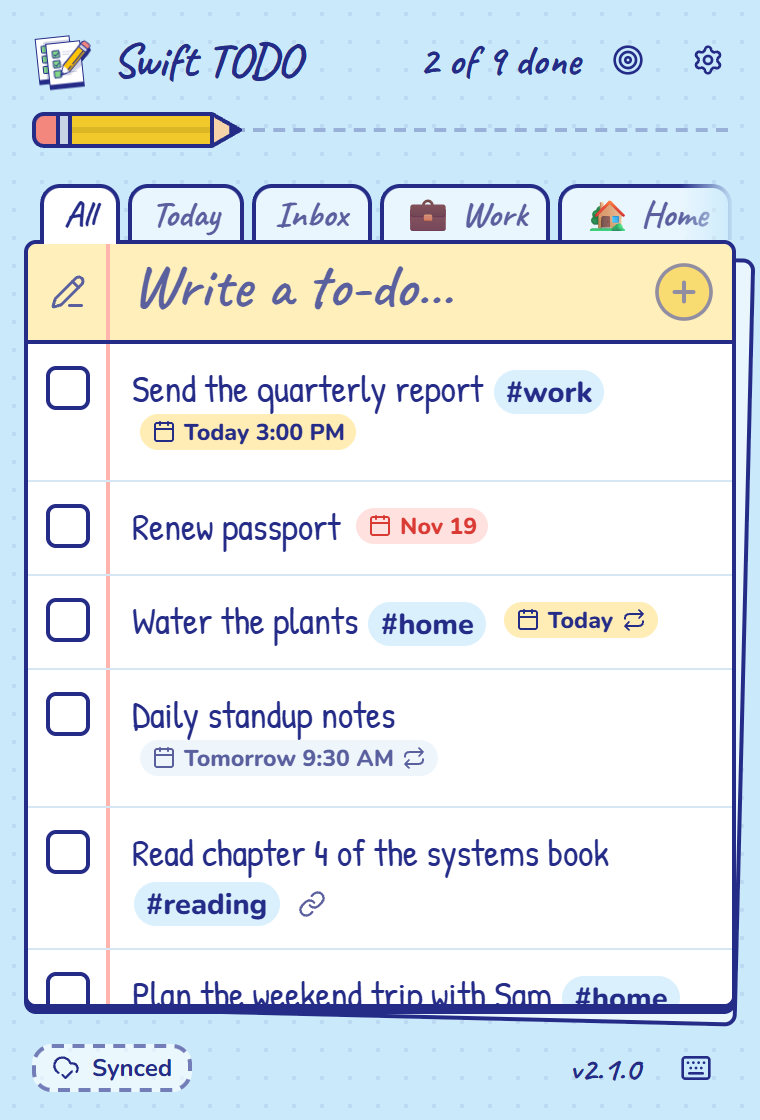 Swift TODO
2 of 9 done
All
Today
Inbox
Work
Home
Write a to-do...
Send the quarterly report #work
Today 3:00 PM
Renew passport Nov 19
Water the plants #home Today
Daily standup notes
Tomorrow 9:30 AM
Read chapter 4 of the systems book
#reading
Plan the weekend trip with Sam #home
Synced
v2.1.0